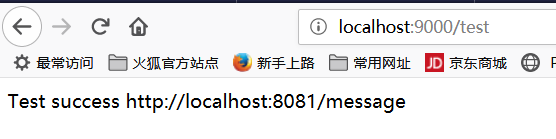 localhost:9000/test
最常访问 火狐官方站点 新手上路 常用网址 JD 京东商城
Test success http://localhost:8081/message